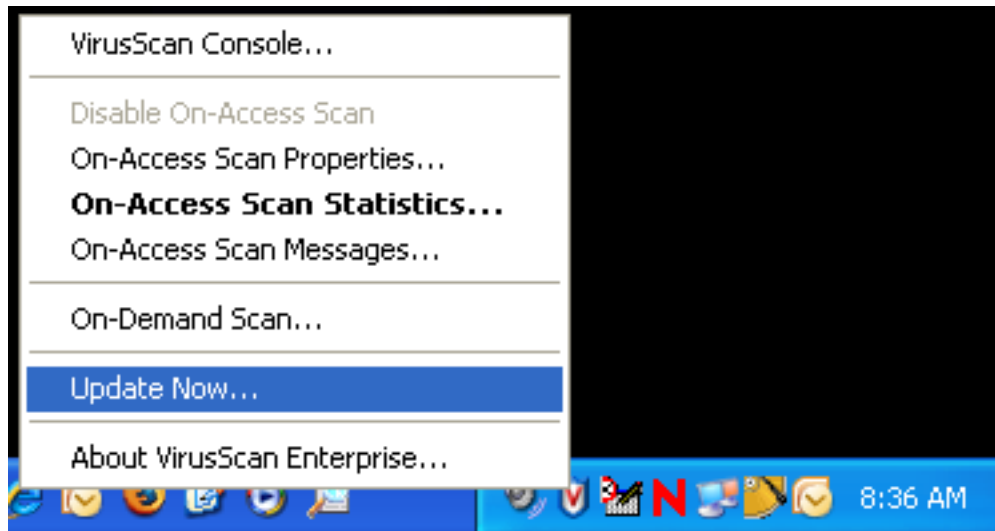 VirusScan Console...
Disable On-Access Scan
On-Access Scan Properties...
On-Access Scan Statistics...
On-Access Scan Messages...
On-Demand Scan...
Update Now...
About VirusScan Enterprise...
N
8:36 AM